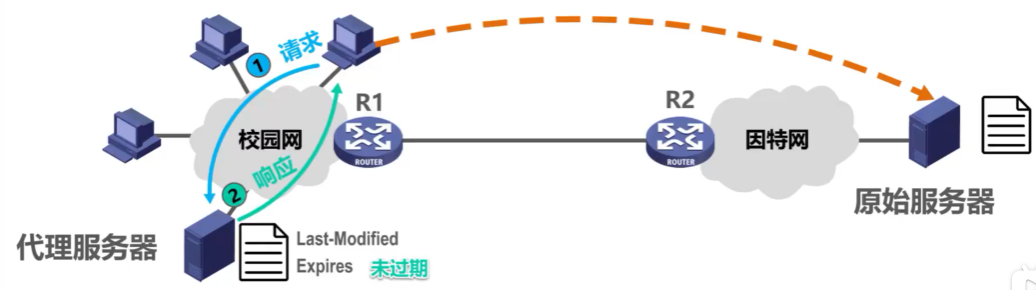 1 请求
R1
R2
校园网
ROUTER
ROUTER
因特网
2 响应
原始服务器
代理服务器
Last-Modified
Expires 未过期